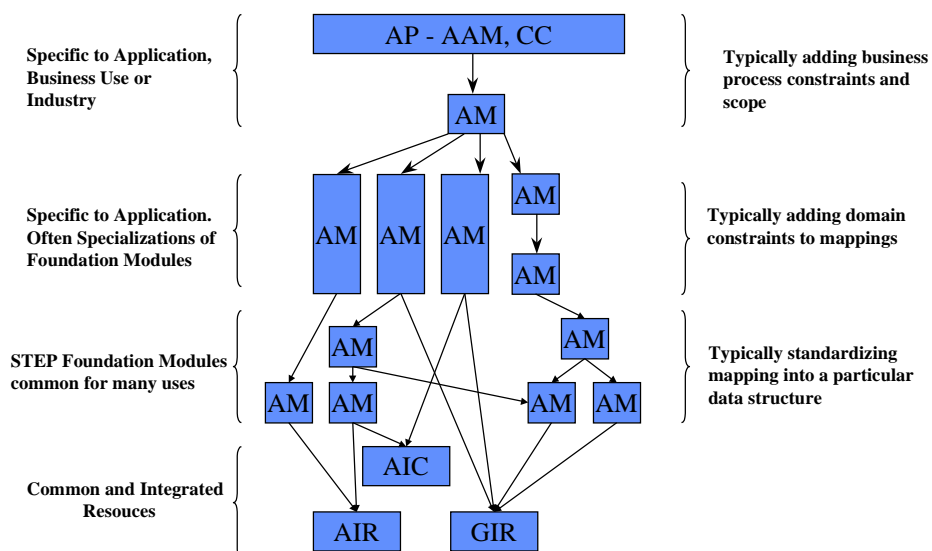 AP - AAM, CC
Specific to Application,
Business Use or
Industry
Typically adding business
process constraints and
scope
AM
AM
AM
AM
AM
AM
Specific to Application.
Often Specializations of
Foundation Modules
Typically adding domain
constraints to mappings
AM
AM
STEP Foundation Modules
common for many uses
Typically standardizing
mapping into a particular
data structure
AM
AM
AM
AM
AM
AIC
Common and Integrated
Resouces
AIR
GIR